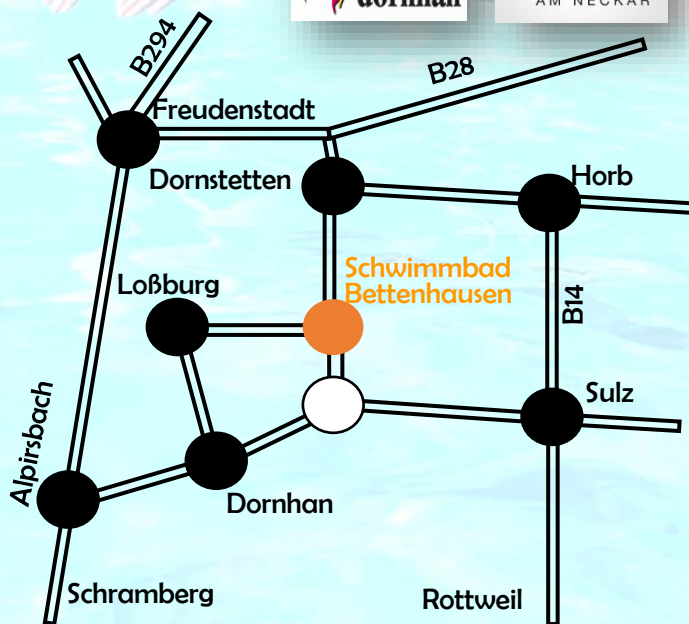 AM NECKAR
B294
B28
Freudenstadt
Dornstetten
Horb
Schwimmbad
Bettenhausen
Loßburg
B14
Sulz
Alpirsbach
Dornhan
Schramberg
Rottweil